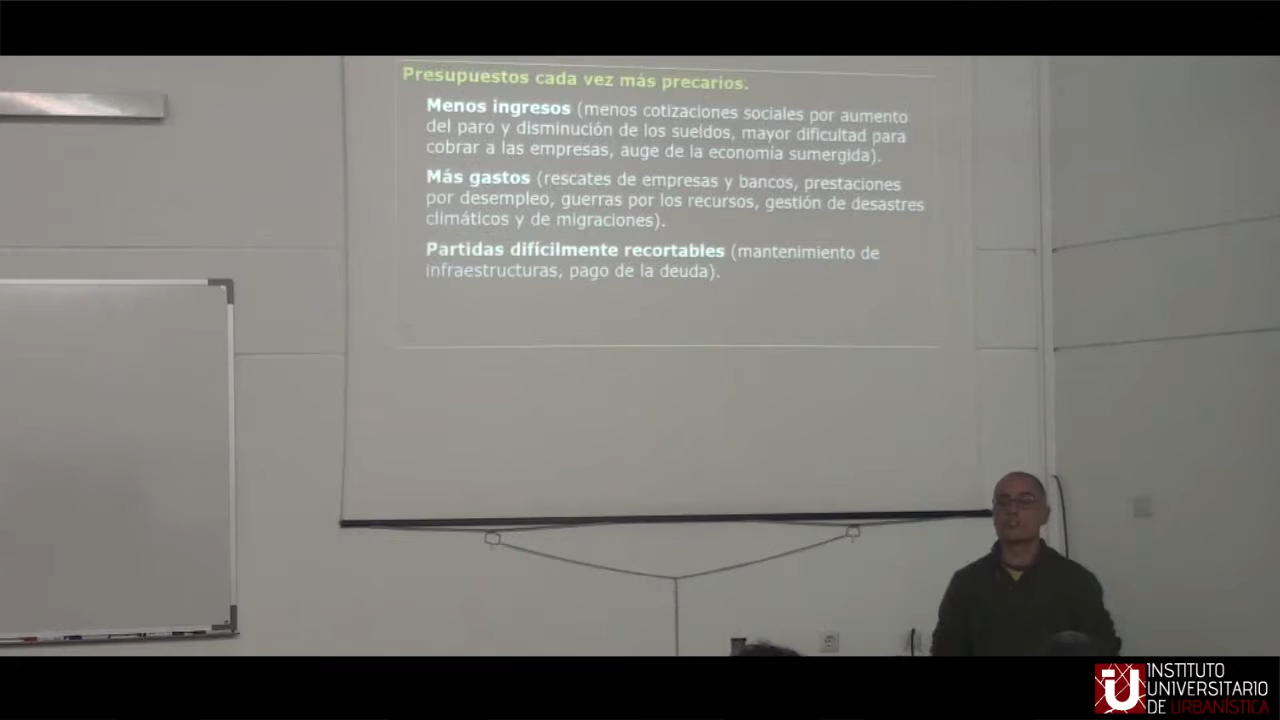 Presupuestos cada vez más precarios.
Menos ingresos (menos cotizaciones sociales por aumento
del paro y disminución de los sueldos, mayor dificultad para
cobrar a las empresas, auge de la economía sumergida).
Más gastos (rescates de empresas y bancos, prestaciones
por desempleo, guerras por los recursos, gestión de desastres
climáticos y de migraciones).
Partidas difícilmente recortables (mantenimiento de
infraestructuras, pago de la deuda).
INSTITUTO
UNIVERSITARIO
DE URBANÍSTICA